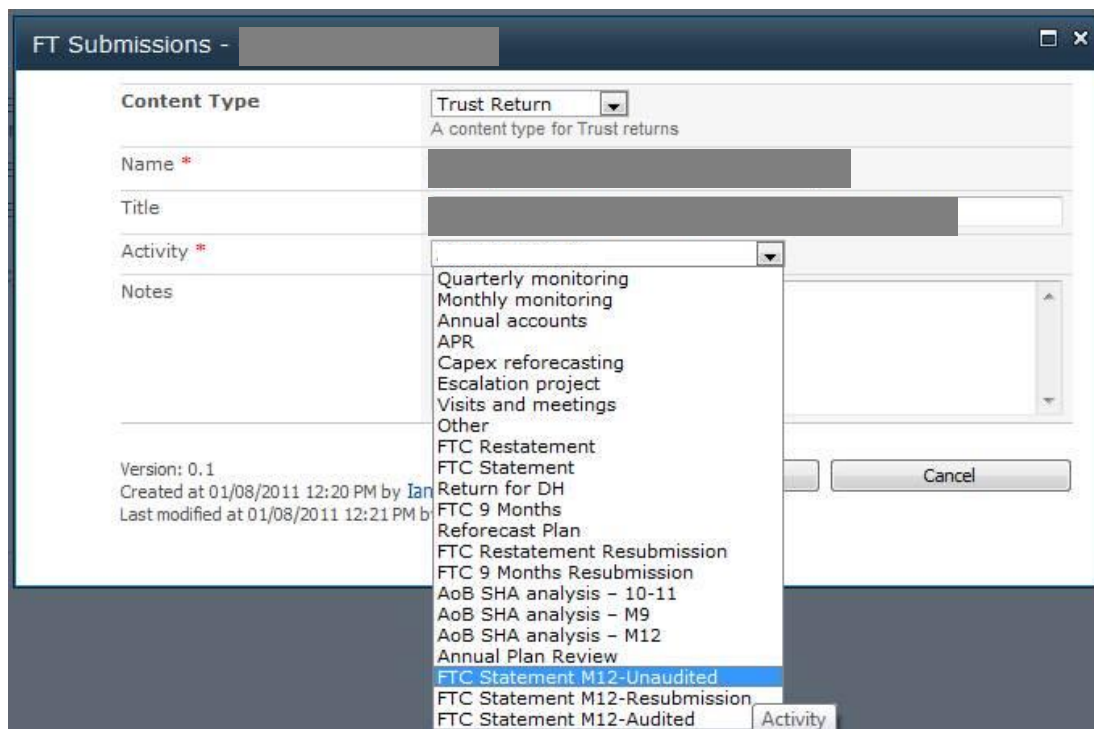 FT Submissions -
Content Type
Trust Return
A content type for Trust returns
Name *
Title
Activity *
Notes
Quarterly monitoring
Monthly monitoring
Annual accounts
APR
Capex reforecasting
Escalation project
Visits and meetings
Other
FTC Restatement
FTC Statement
Return for DH
FTC 9 Months
Reforecast Plan
FTC Restatement Resubmission
FTC 9 Months Resubmission
AoB SHA analysis – 10-11
AoB SHA analysis – M9
AoB SHA analysis – M12
Annual Plan Review
FTC Statement M12-Unaudited
FTC Statement M12-Resubmission
FTC Statement M12-Audited
Activity
Version: 0.1
Created at 01/08/2011 12:20 PM by Ian
Last modified at 01/08/2011 12:21 PM
Cancel